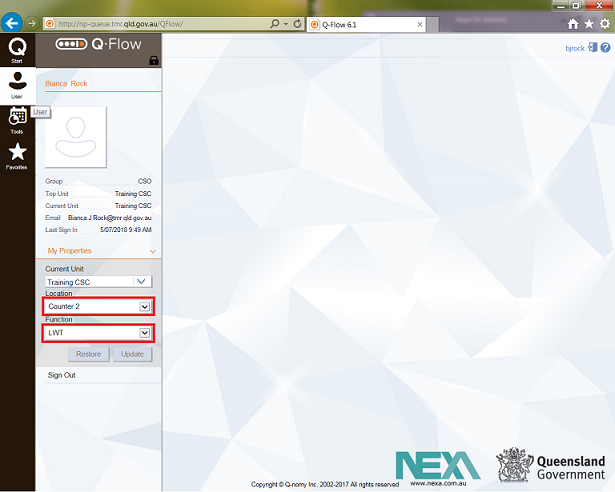 http://np-queue.tmr.qld.gov.au/QFlow/
Q-Flow 6.1
Q
Start
User
User
Tools
Favorites
Q·Flow
bjrock
Bianca Rock
Group CSO
Top Unit Training CSC
Current Unit Training CSC
Email Bianca.J.Rock@tmr.qld.gov.au
Last Sign In 5/07/2018 9:49 AM
My Properties
Current Unit
Training CSC
Location
Counter 2
Function
LWT
Restore Update
Sign Out
NEXA
www.nexa.com.au
Queensland
Government
Copyright © Q-nomy Inc. 2002-2017 All rights reserved